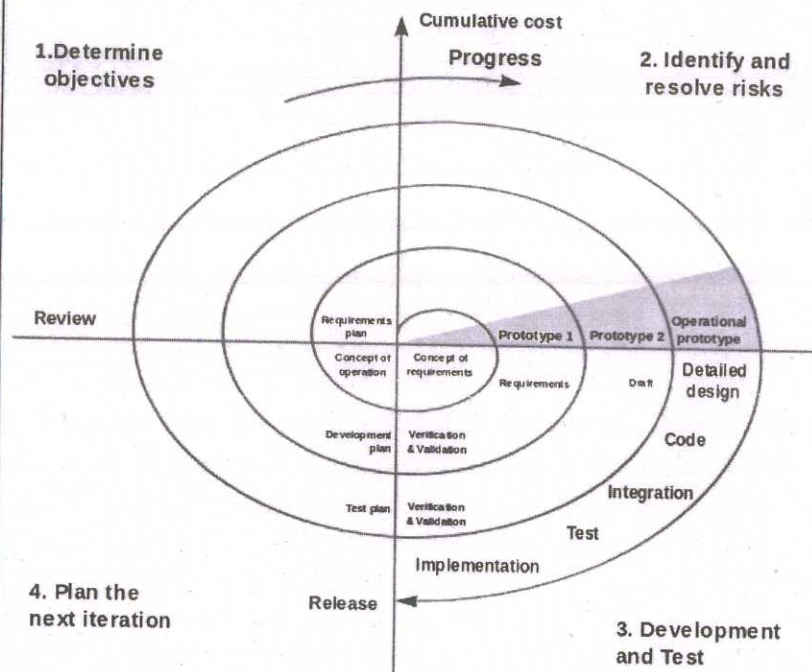 Cumulative cost
1.Determine
objectives
Progress
2. Identify and
resolve risks
Review
Requirements
plan
Prototype 1
Prototype 2
Operational
prototype
Concept of
operation
Concept of
requirements
Requirements
Draft
Detailed
design
Code
Development
plan
Verification
& Validation
Integration
Test plan
Verification
& Validation
Test
Implementation
4. Plan the
next iteration
Release
3. Development
and Test